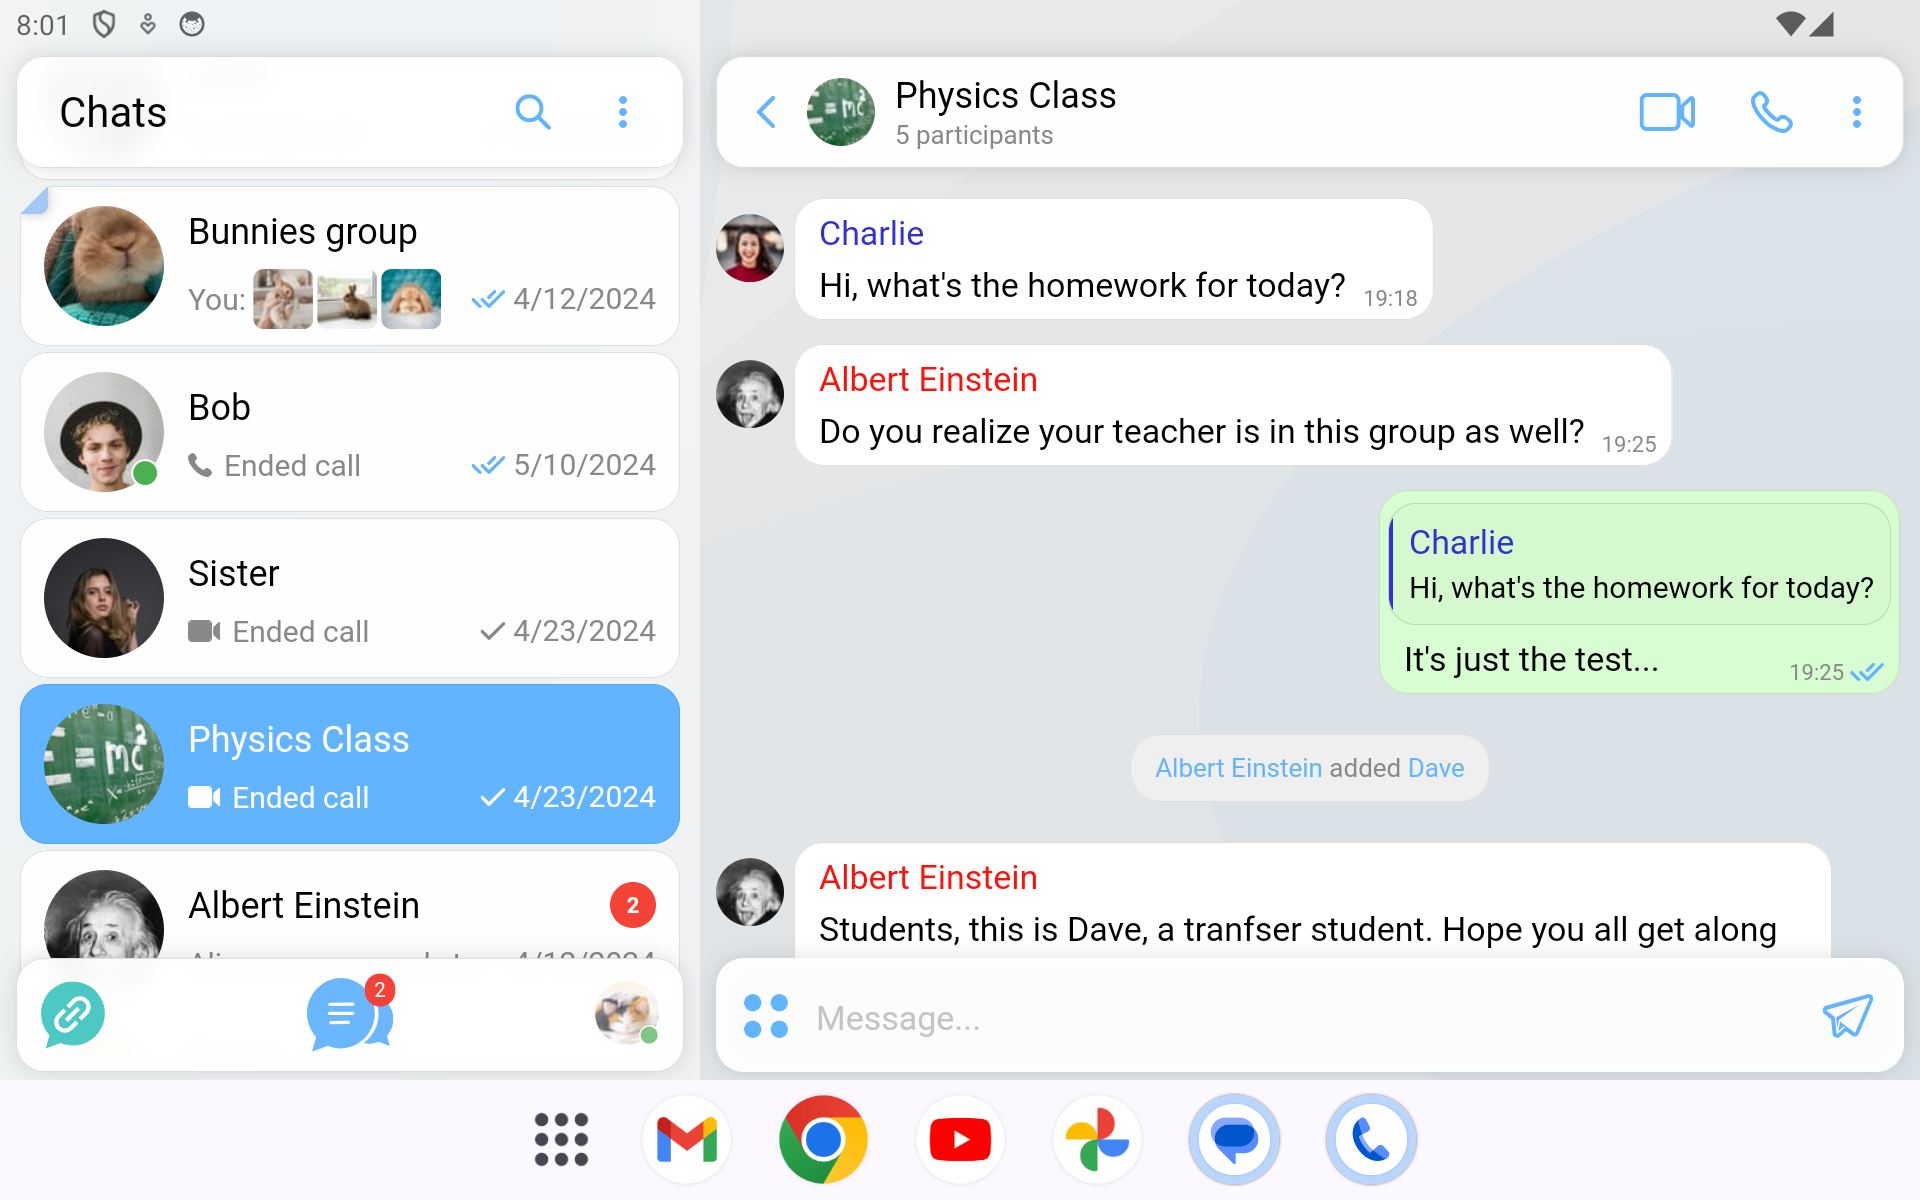 8:01
Chats
Bunnies group
You:
4/12/2024
Bob
Ended call
5/10/2024
Sister
Ended call
4/23/2024
Physics Class
= mc²
Ended call
4/23/2024
Albert Einstein
2
2
Physics Class
5 participants
Charlie
Hi, what's the homework for today?
19:18
Albert Einstein
Do you realize your teacher is in this group as well?
19:25
Charlie
Hi, what's the homework for today?
It's just the test...
19:25
Albert Einstein added Dave
Albert Einstein
Students, this is Dave, a tranfser student. Hope you all get along
Message...